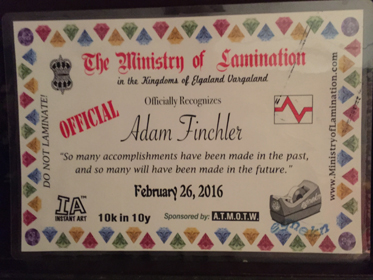 The Ministry of Lamination
in the Kingdoms of Elgaland Vargaland
Officially Recognizes
OFFICIAL
Adam Finchler
"So many accomplishments have been made in the past,
and so many will have been made in the future."
February 26, 2016
DO NOT LAMINATE!
www.MinistryofLamination.com
IA
INSTANT ART
10k in 10y
Sponsored by: A.T.M.O.T.W.